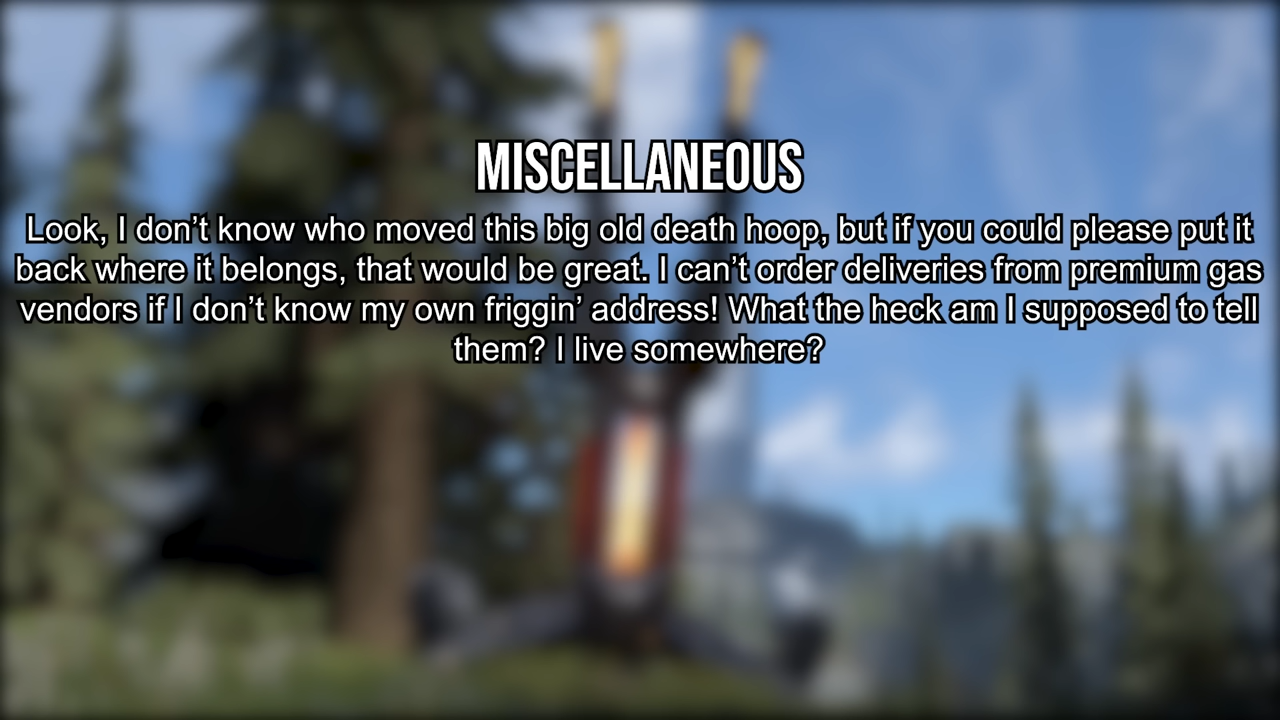 MISCELLANEOUS
Look, I don’t know who moved this big old death hoop, but if you could please put it
back where it belongs, that would be great. I can’t order deliveries from premium gas
vendors if I don’t know my own friggin’ address! What the heck am I supposed to tell
them? I live somewhere?